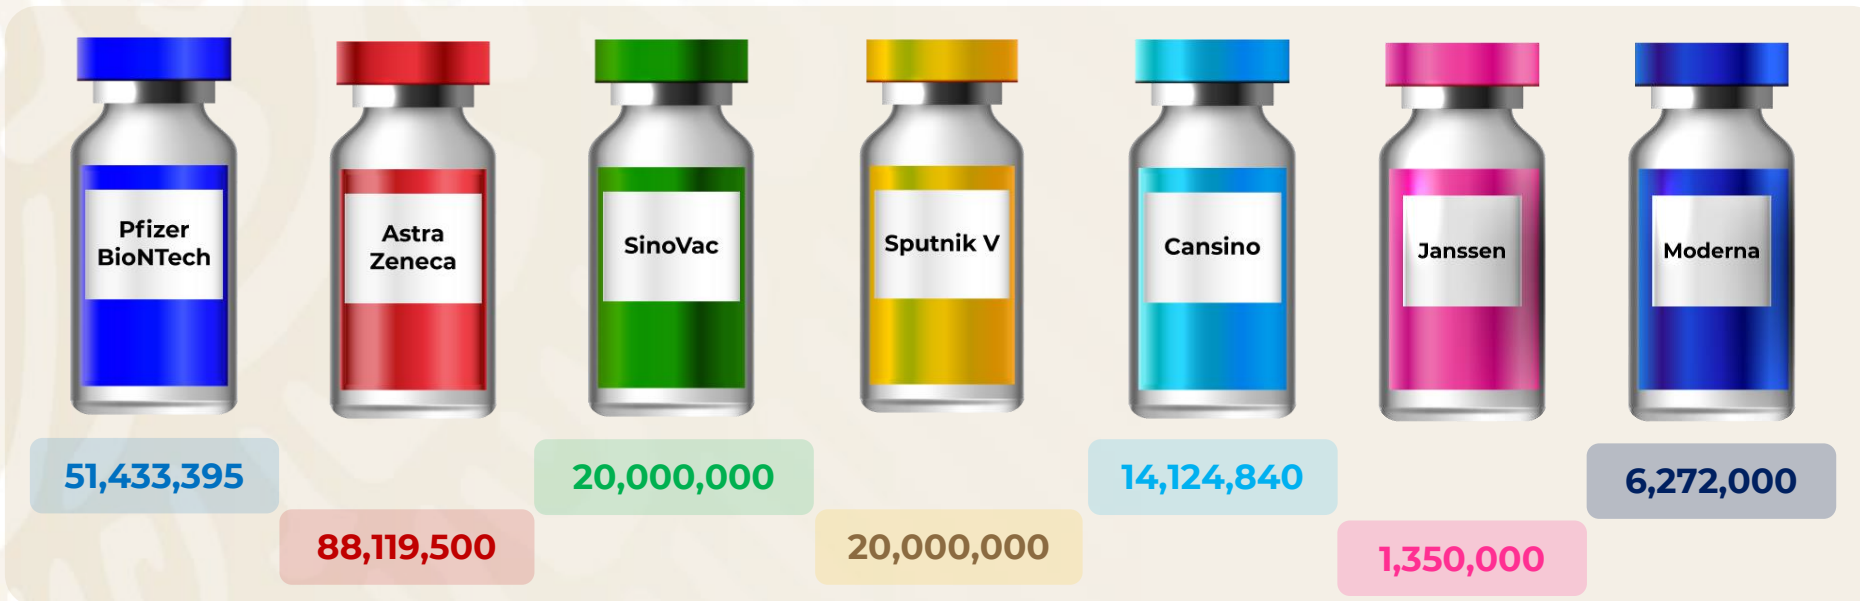 Pfizer
BioNTech
Astra
Zeneca
SinoVac
Sputnik V
Cansino
Janssen
Moderna
51,433,395
88,119,500
20,000,000
20,000,000
14,124,840
1,350,000
6,272,000